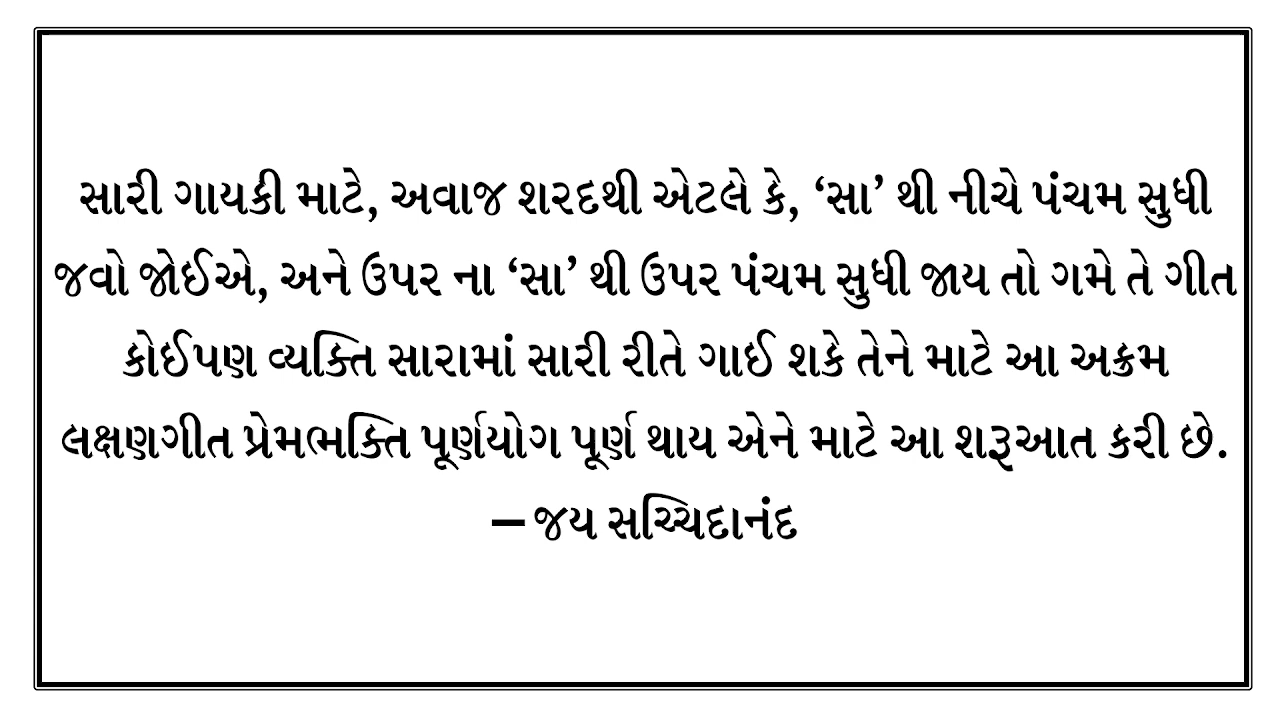 સારી ગાયકી માટે, અવાજ શરદથી એટલે કે, ‘સા’ થી નીચે પંચમ સુધી
જવો જોઈએ, અને ઉપર ના ‘સા’ થી ઉપર પંચમ સુધી જાય તો ગમે તે ગીત
કોઈપણ વ્યક્તિ સારામાં સારી રીતે ગાઈ શકે તેને માટે આ અક્રમ
લક્ષણગીત પ્રેમભક્તિ પૂર્ણયોગ પૂર્ણ થાય એને માટે આ શરૂઆત કરી છે.
– જય સચ્ચિદાનંદ